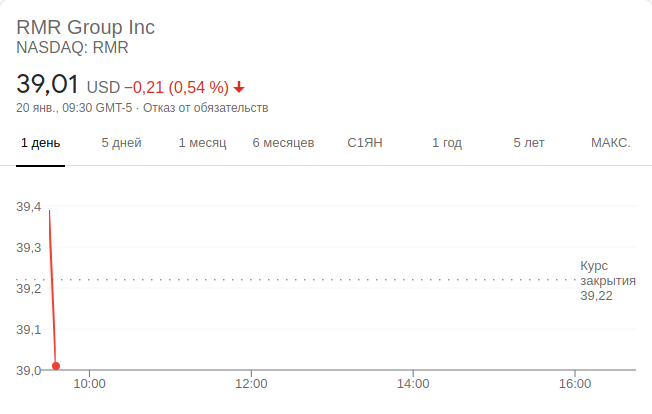 RMR Group Inc
NASDAQ: RMR
39,01 USD −0,21 (0,54 %)
20 янв., 09:30 GMT-5 · Отказ от обязательств
1 день 5 дней 1 месяц 6 месяцев С1ЯН 1 год 5 лет МАКС.
39,4
39,3
Курс
закрытия
39,22
39,2
39,1
39,0
10:00 12:00 14:00 16:00